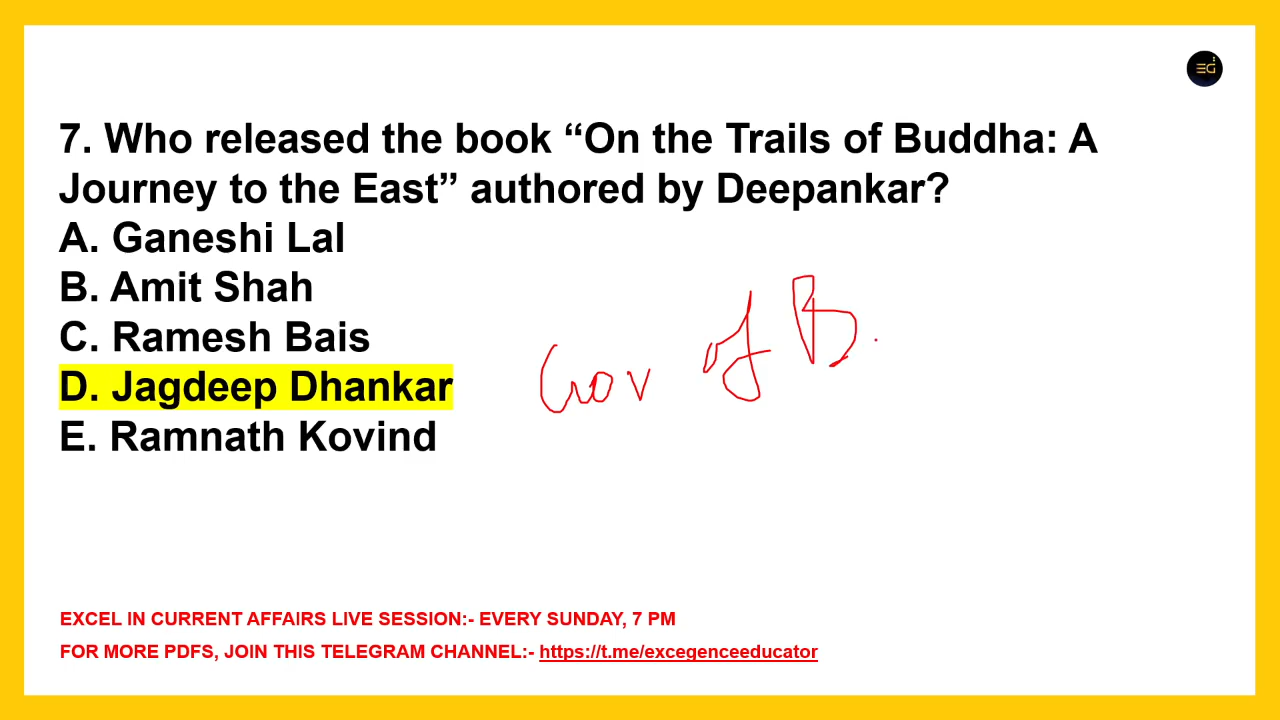 7. Who released the book “On the Trails of Buddha: A
Journey to the East” authored by Deepankar?
A. Ganeshi Lal
B. Amit Shah
C. Ramesh Bais
D. Jagdeep Dhankar
E. Ramnath Kovind
Gov of B.
EG
EXCEL IN CURRENT AFFAIRS LIVE SESSION:- EVERY SUNDAY, 7 PM
FOR MORE PDFS, JOIN THIS TELEGRAM CHANNEL:- https://t.me/excegenceeducator